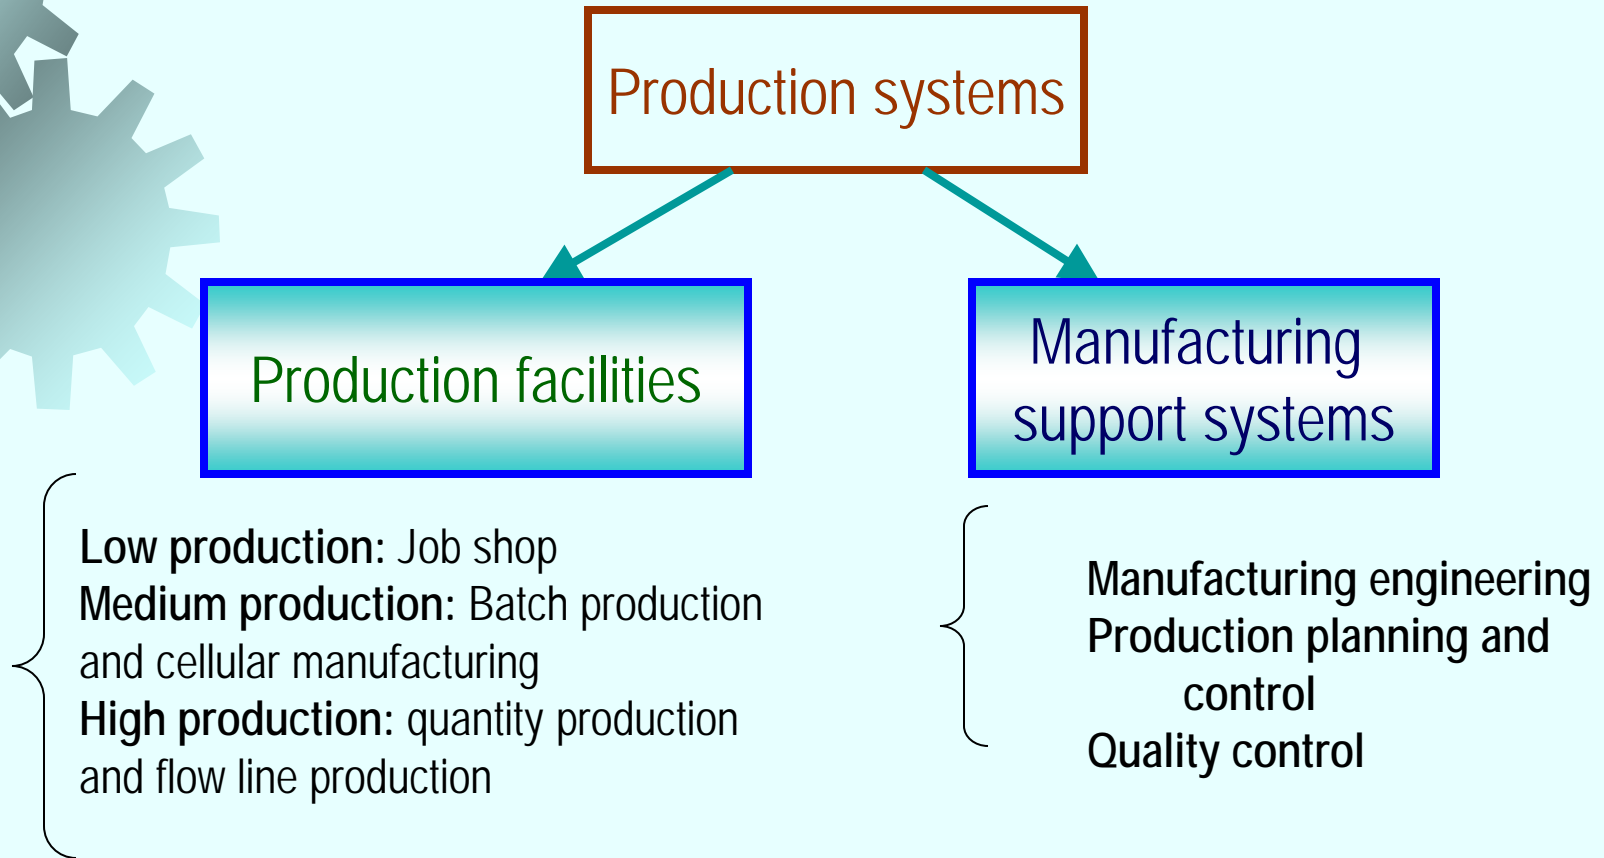 Production systems
Production facilities
Manufacturing
support systems
Low production: Job shop
Medium production: Batch production
and cellular manufacturing
High production: quantity production
and flow line production
Manufacturing engineering
Production planning and
control
Quality control